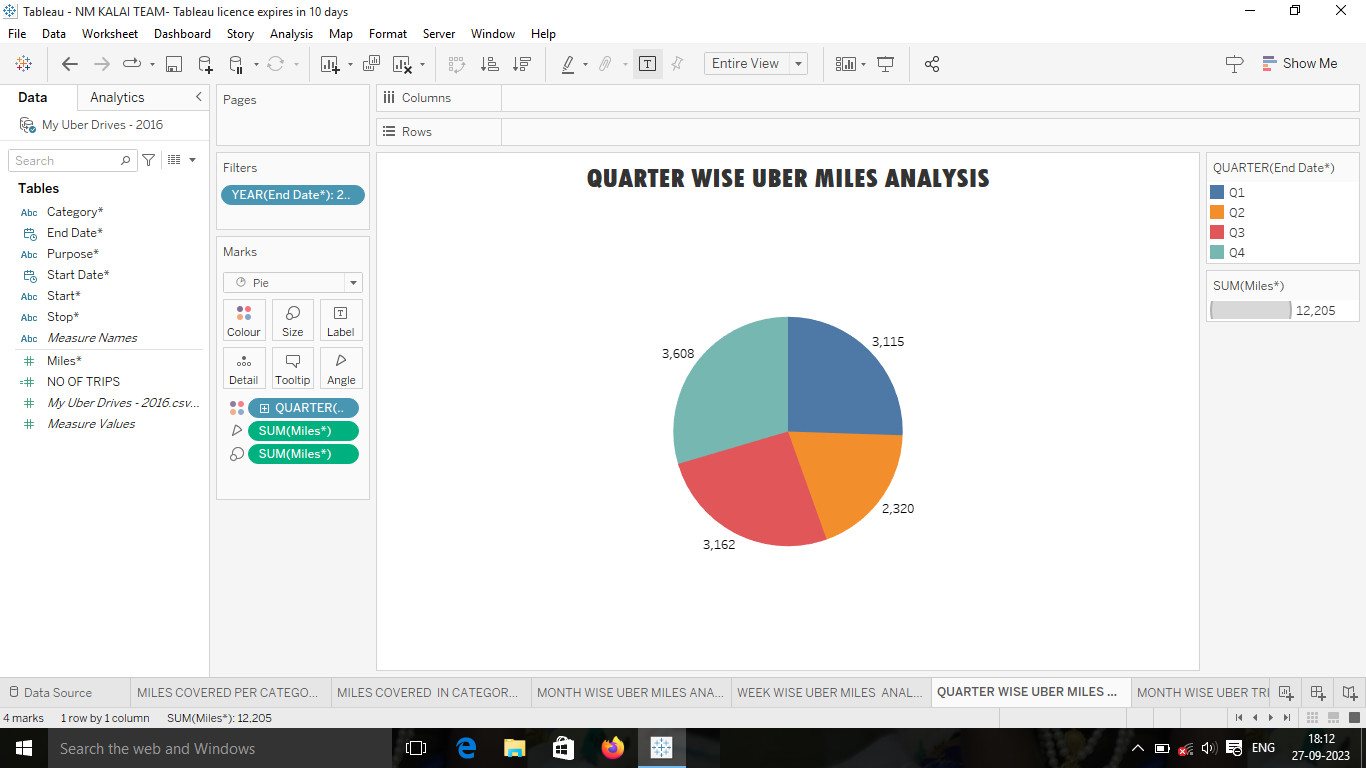 Tableau - NM KALAI TEAM- Tableau licence expires in 10 days
File Data Worksheet Dashboard Story Analysis Map Format Server Window Help
Entire View
Show Me
Data Analytics
My Uber Drives - 2016
Search
Tables
Abc Category*
End Date*
Abc Purpose*
Start Date*
Abc Start*
Abc Stop*
Abc Measure Names
Miles*
NO OF TRIPS
My Uber Drives - 2016.csv...
Measure Values
Pages
Filters
YEAR(End Date*): 2..
Marks
Pie
Colour Size Label
Detail Tooltip Angle
QUARTER(..
SUM(Miles*)
SUM(Miles*)
Columns
Rows
QUARTER WISE UBER MILES ANALYSIS
3,608
3,115
2,320
3,162
QUARTER(End Date*)
Q1
Q2
Q3
Q4
SUM(Miles*)
12,205
Data Source MILES COVERED PER CATEGO... MILES COVERED IN CATEGOR... MONTH WISE UBER MILES ANA... WEEK WISE UBER MILES ANAL... QUARTER WISE UBER MILES ... MONTH WISE UBER TRI
4 marks 1 row by 1 column SUM(Miles*): 12,205
Search the web and Windows
ENG
18:12
27-09-2023